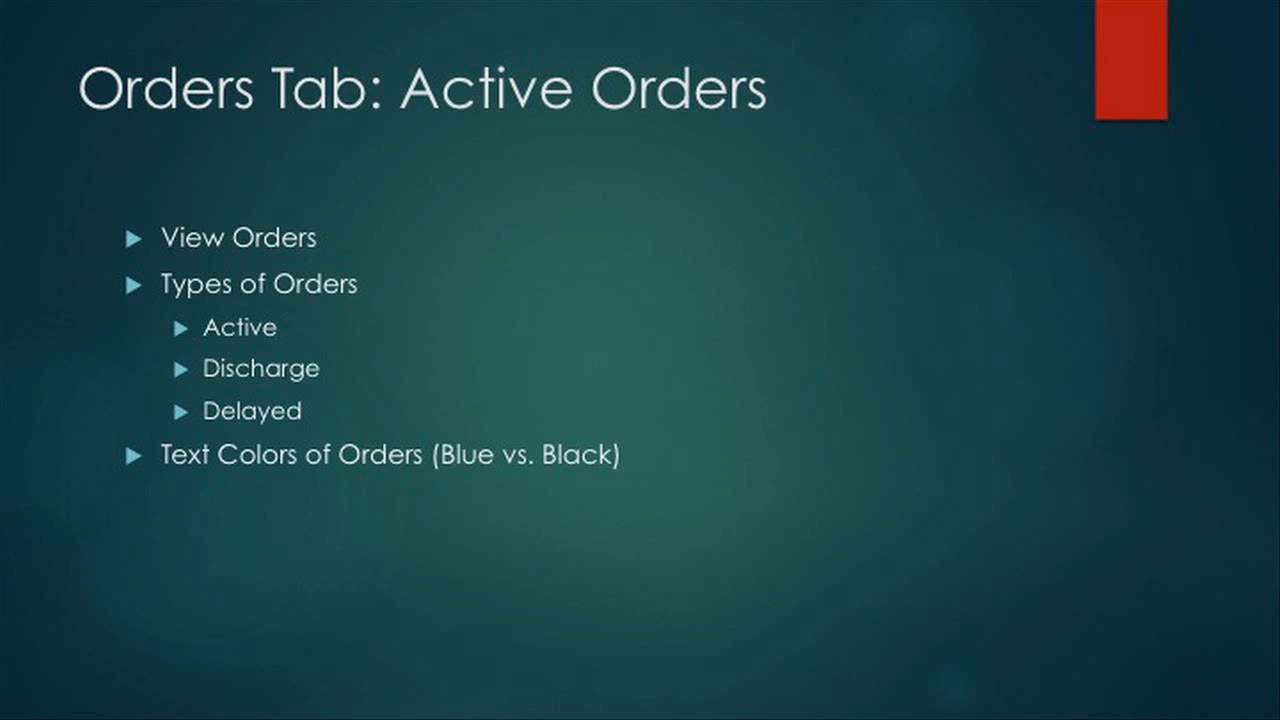 Orders Tab: Active Orders
View Orders
Types of Orders
Active
Discharge
Delayed
Text Colors of Orders (Blue vs. Black)